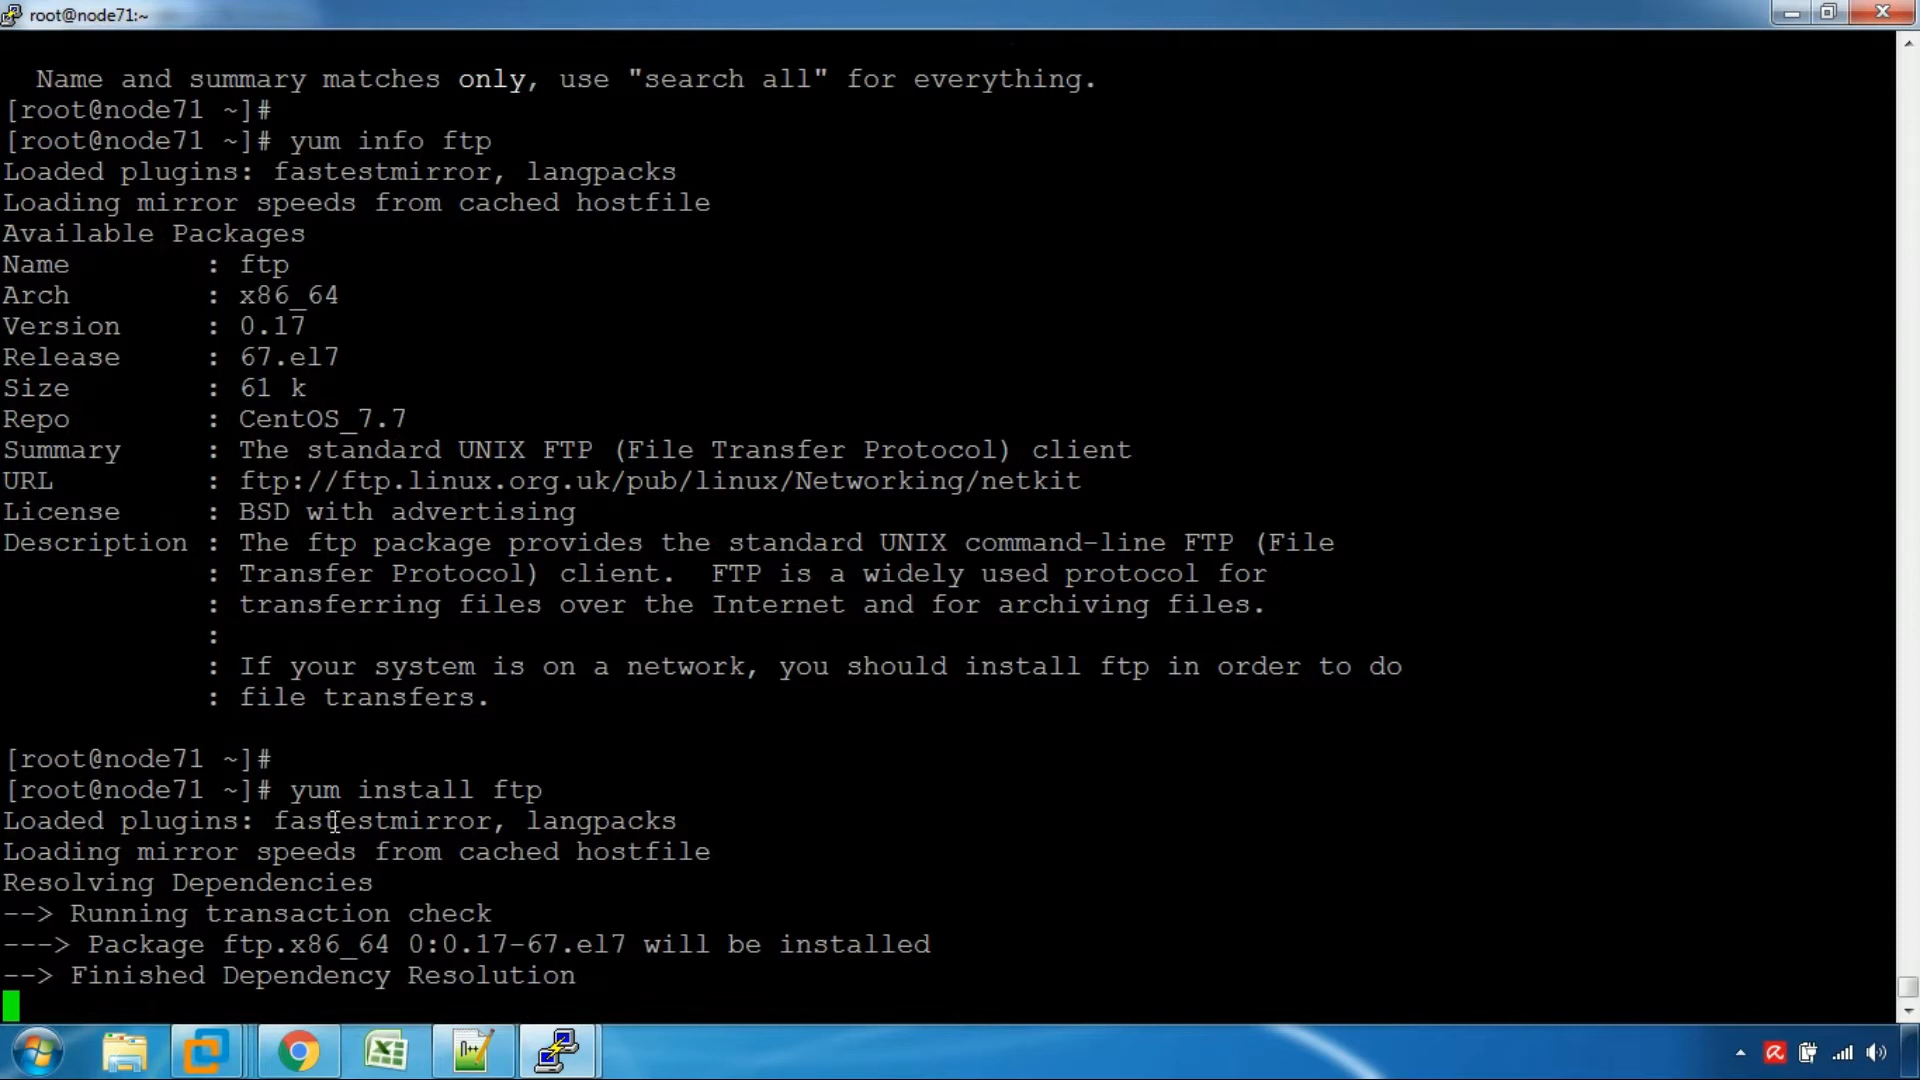 root@node71:~
Name and summary matches only, use "search all" for everything.
[root@node71 ~]#
[root@node71 ~]# yum info ftp
Loaded plugins: fastestmirror, langpacks
Loading mirror speeds from cached hostfile
Available Packages
Name : ftp
Arch : x86_64
Version : 0.17
Release : 67.el7
Size : 61 k
Repo : CentOS_7.7
Summary : The standard UNIX FTP (File Transfer Protocol) client
URL : ftp://ftp.linux.org.uk/pub/linux/Networking/netkit
License : BSD with advertising
Description : The ftp package provides the standard UNIX command-line FTP (File
: Transfer Protocol) client.  FTP is a widely used protocol for
: transferring files over the Internet and for archiving files.
:
: If your system is on a network, you should install ftp in order to do
: file transfers.
[root@node71 ~]#
[root@node71 ~]# yum install ftp
Loaded plugins: fastestmirror, langpacks
Loading mirror speeds from cached hostfile
Resolving Dependencies
--> Running transaction check
---> Package ftp.x86_64 0:0.17-67.el7 will be installed
--> Finished Dependency Resolution